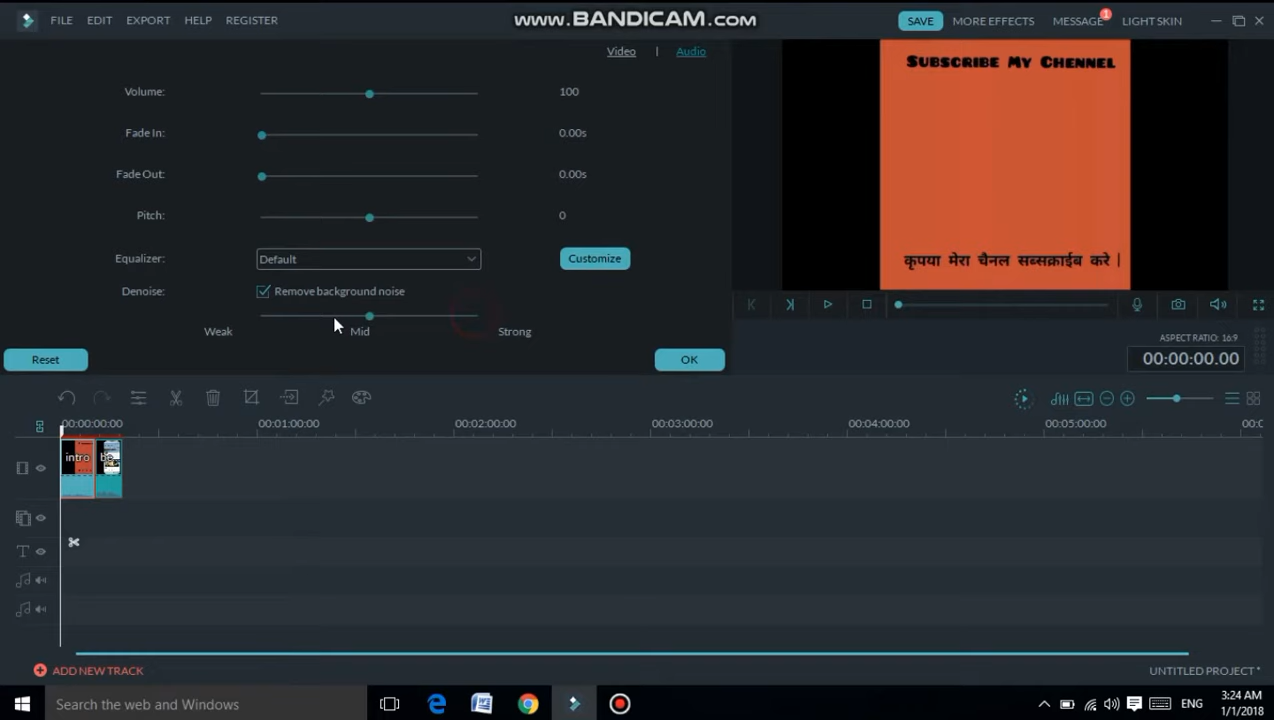 FILE EDIT EXPORT HELP REGISTER www.BANDICAM.com SAVE MORE EFFECTS MESSAGE 1 LIGHT SKIN
Video | Audio
Volume: 100
Fade In: 0.00s
Fade Out: 0.00s
Pitch: 0
Equalizer: Default Customize
Denoise: Remove background noise
Weak Mid Strong
Reset OK
Subscribe My Chennel
कृपया मेरा चैनल सब्सक्राईब करे |
ASPECT RATIO: 16:9
00:00:00.00
00:00:00:00 00:01:00:00 00:02:00:00 00:03:00:00 00:04:00:00 00:05:00:00
intro
ADD NEW TRACK UNTITLED PROJECT *
Search the web and Windows ENG 3:24 AM
1/1/2018